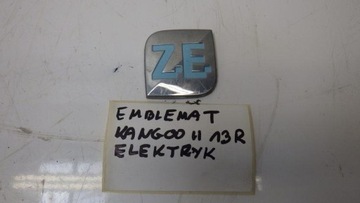 ZE
EMBLEMAT
KANGOO II 13R
ELEKTRYK